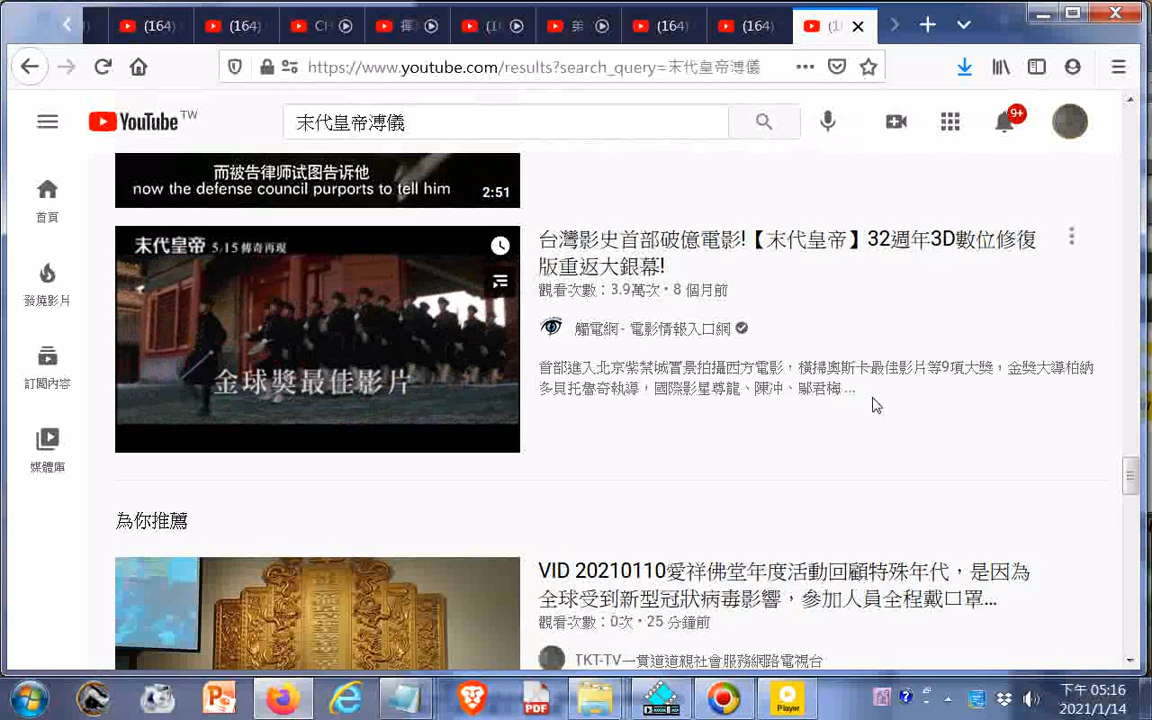 (164)
(164)
CH
(1
弟
(164)
(164)
(1
https://www.youtube.com/results?search_query=末代皇帝溥儀
YouTube TW
末代皇帝溥儀
9+
首頁
發燒影片
訂閱內容
媒體庫
而被告律师试图告诉他
now the defense council purports to tell him
2:51
末代皇帝 5/15 傳奇再現
金球獎最佳影片
台灣影史首部破億電影!【末代皇帝】32週年3D數位修復
版重返大銀幕!
觀看次數:3.9萬次・8 個月前
觸電網- 電影情報入口網
首部進入北京紫禁城實景拍攝西方電影,橫掃奧斯卡最佳影片等9項大獎,金獎大導柏納
多貝托魯奇執導,國際影星尊龍、陳冲、鄔君梅 ...
為你推薦
VID 20210110愛祥佛堂年度活動回顧特殊年代,是因為
全球受到新型冠狀病毒影響,參加人員全程戴口罩...
觀看次數:0次・25 分鐘前
TKT-TV一貫道道親社會服務網路電視台
PDF
Player
下午 05:16
2021/1/14